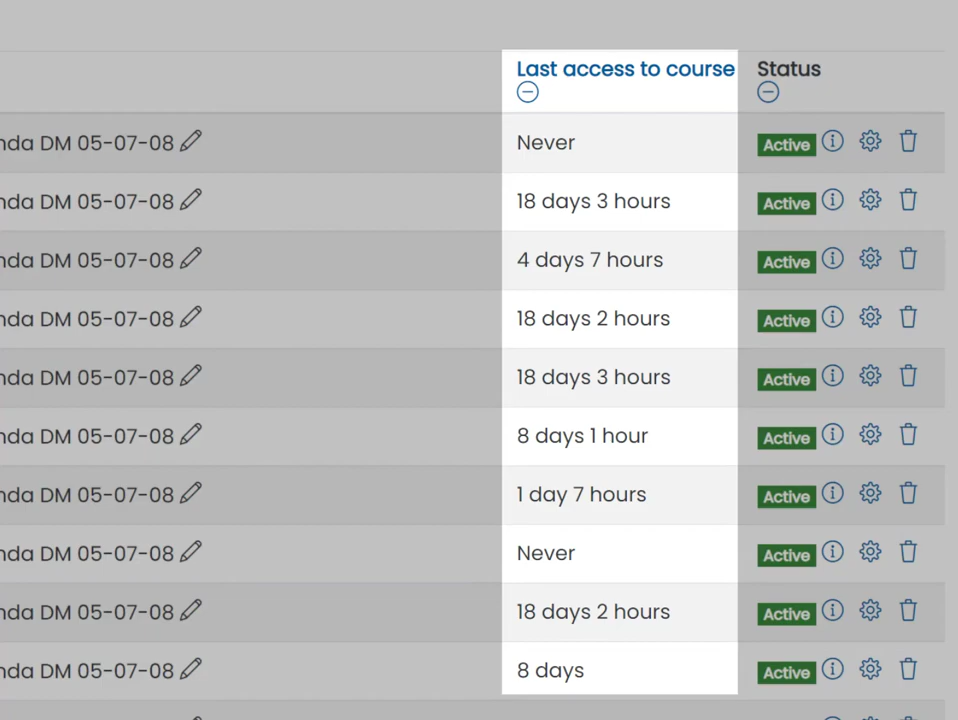 Last access to course Status
nda DM 05-07-08 Never Active
nda DM 05-07-08 18 days 3 hours Active
nda DM 05-07-08 4 days 7 hours Active
nda DM 05-07-08 18 days 2 hours Active
nda DM 05-07-08 18 days 3 hours Active
nda DM 05-07-08 8 days 1 hour Active
nda DM 05-07-08 1 day 7 hours Active
nda DM 05-07-08 Never Active
nda DM 05-07-08 18 days 2 hours Active
nda DM 05-07-08 8 days Active